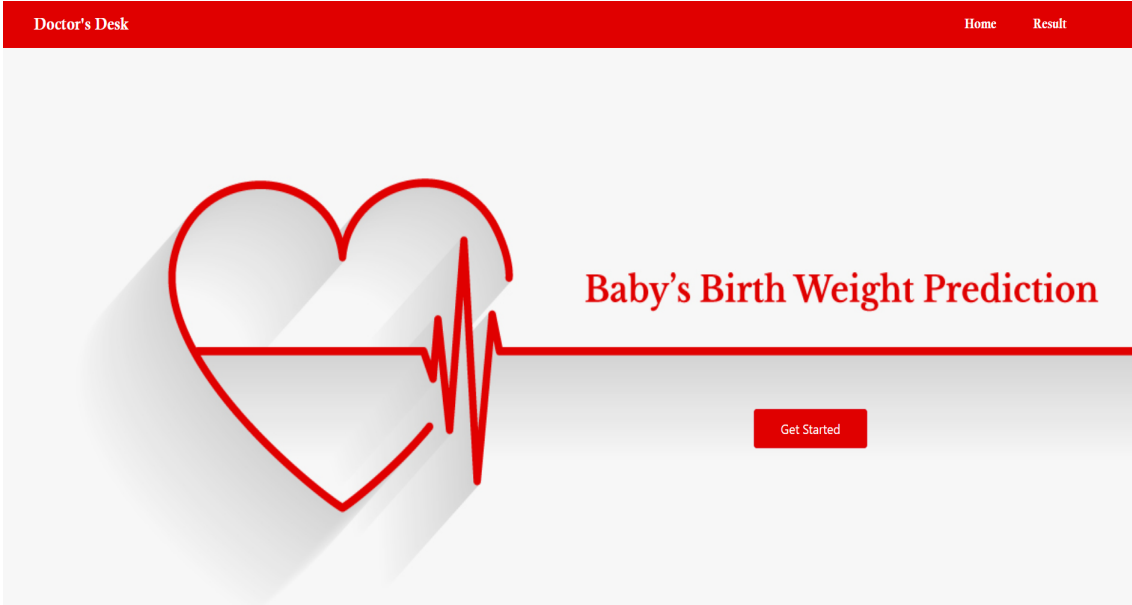 Doctor's Desk
Home Result
Baby’s Birth Weight Prediction
Get Started